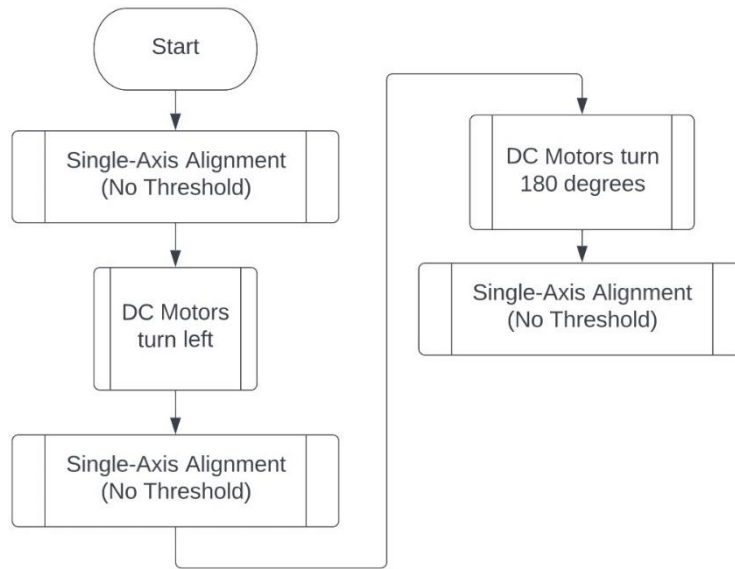 Start
Single-Axis Alignment
(No Threshold)
DC Motors
turn left
Single-Axis Alignment
(No Threshold)
DC Motors turn
180 degrees
Single-Axis Alignment
(No Threshold)